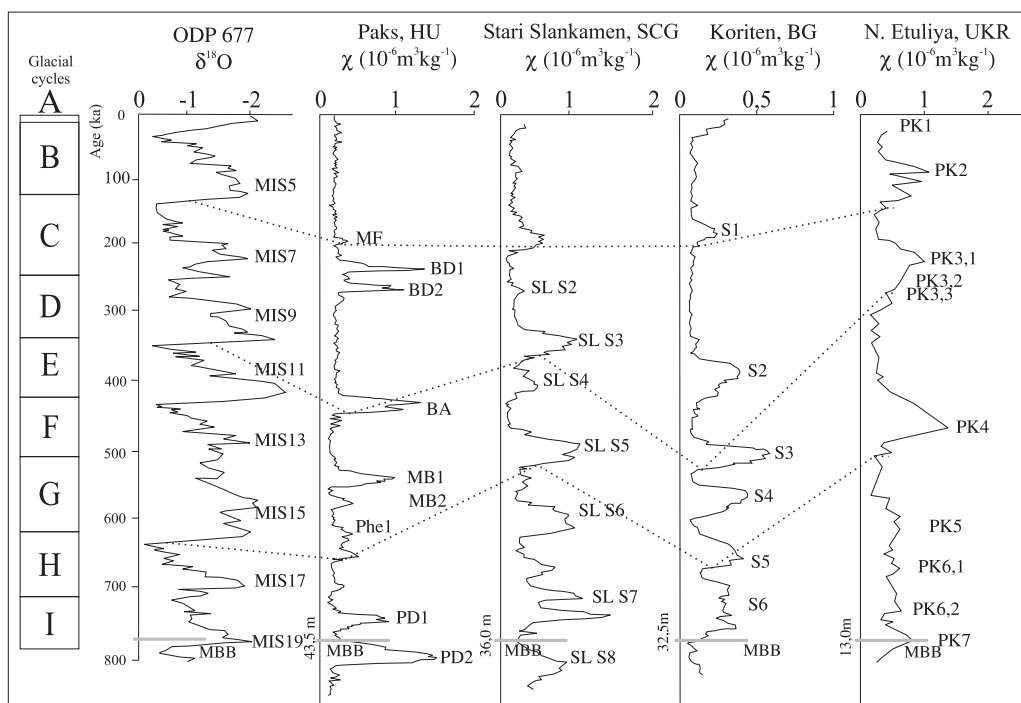 ODP 677
δ18O
Paks, HU
χ (10-6m3kg-1)
Stari Slankamen, SCG
χ (10-6m3kg-1)
Koriten, BG
χ (10-6m3kg-1)
N. Etuliya, UKR
χ (10-6m3kg-1)
Glacial
cycles
A
B
C
D
E
F
G
H
I
Age (ka)
0
100
200
300
400
500
600
700
800
0 -1 -2
MIS5
MIS7
MIS9
MIS11
MIS13
MIS15
MIS17
MIS19
MBB
0 1 2
MF
BD1
BD2
BA
MB1
MB2
Phe1
PD1
MBB
PD2
43,5 m
0 1 2
SL S2
SL S3
SL S4
SL S5
SL S6
SL S7
MBB
SL S8
36,0 m
0 0,5 1
S1
S2
S3
S4
S5
S6
MBB
32,5m
0 1 2
PK1
PK2
PK3,1
PK3,2
PK3,3
PK4
PK5
PK6,1
PK6,2
PK7
MBB
13,0m